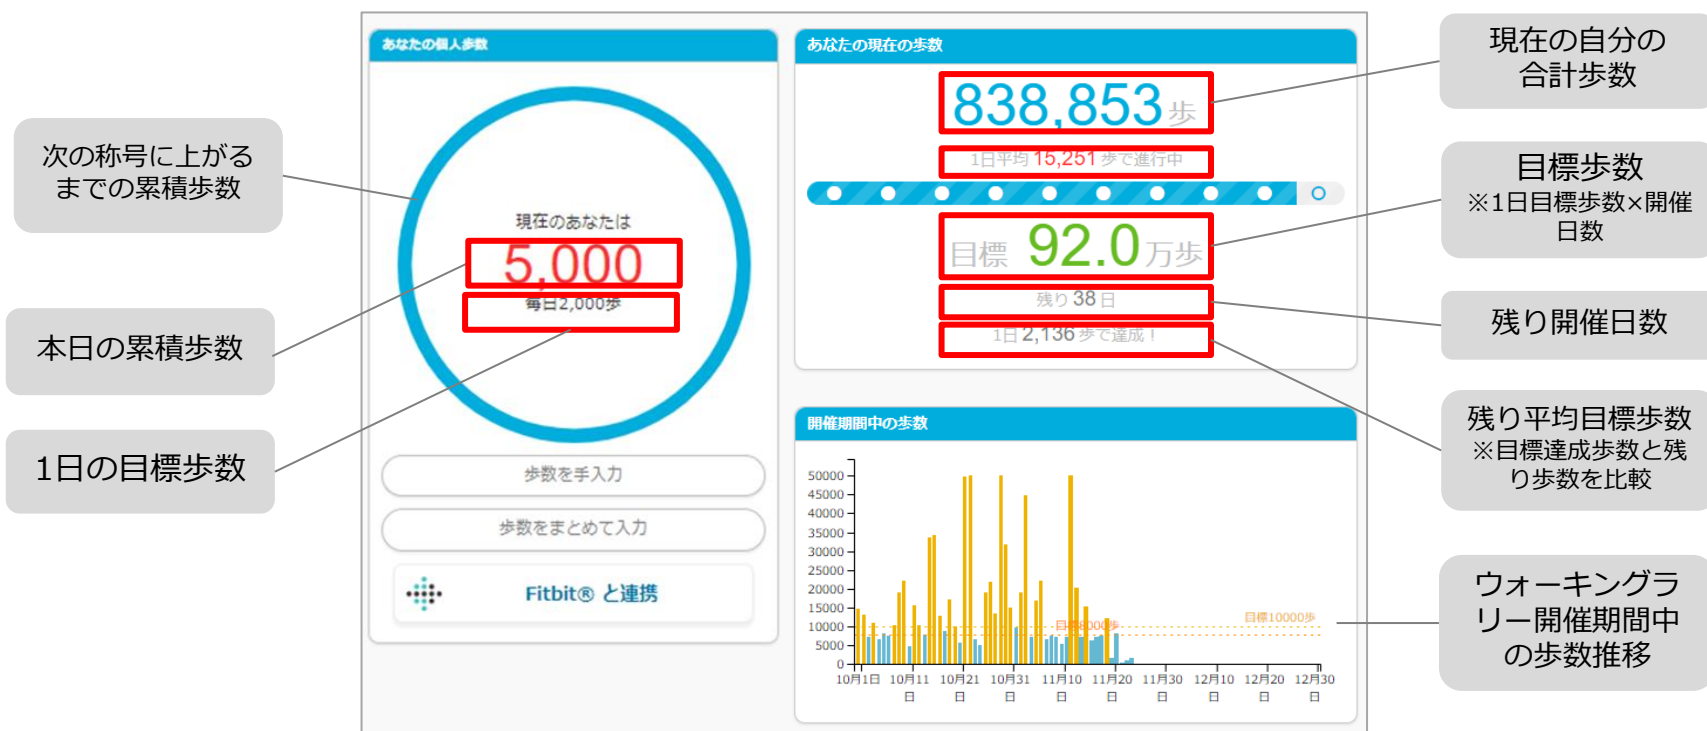 次の称号に上がる
までの累積歩数
本日の累積歩数
1日の目標歩数
あなたの個人歩数
現在のあなたは
5,000
毎日2,000歩
歩数を手入力
歩数をまとめて入力
Fitbit® と連携
あなたの現在の歩数
838,853歩
1日平均 15,251 歩で進行中
目標 92.0万歩
残り 38 日
1日 2,136 歩で達成!
開催期間中の歩数
50000
45000
40000
35000
30000
25000
20000
15000
10000
5000
0
目標10000歩
目標8000歩
10月1日 10月11日 10月21日 10月31日 11月10日 11月20日 11月30日 12月10日 12月20日 12月30日
現在の自分の
合計歩数
目標歩数
※1日目標歩数×開催
日数
残り開催日数
残り平均目標歩数
※目標達成歩数と残
り歩数を比較
ウォーキングラ
リー開催期間中
の歩数推移